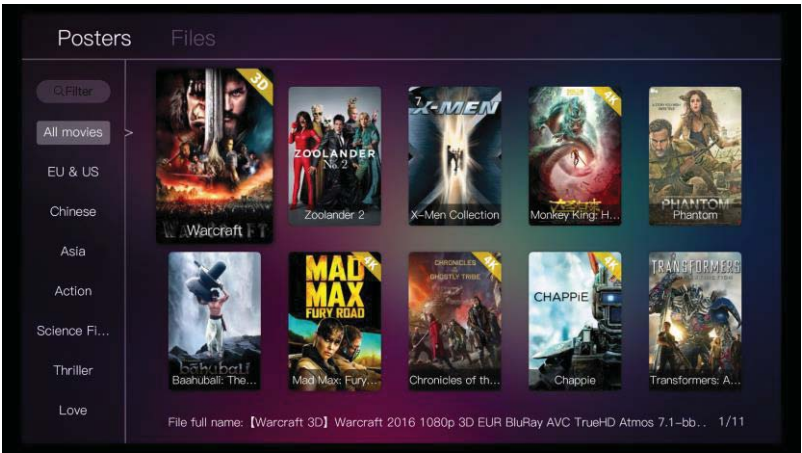 Posters
Files
Filter
All movies >
EU & US
Chinese
Asia
Action
Science Fi...
Thriller
Love
3D
Warcraft
ZOOLANDER
No. 2
Zoolander 2
7
X-MEN
X-Men Collection
4K
Monkey King: H...
PHANTOM
Phantom
bāhubali
Baahubali: The...
4K
MAD
MAX
FURY ROAD
Mad Max: Fury...
4K
CHRONICLES
GHOSTLY TRIBE
Chronicles of th...
4K
CHAPPiE
Chappie
TRANSFORMERS
Transformers: A...
File full name: 【Warcraft 3D】 Warcraft 2016 1080p 3D EUR BluRay AVC TrueHD Atmos 7.1-bb.. 1/11